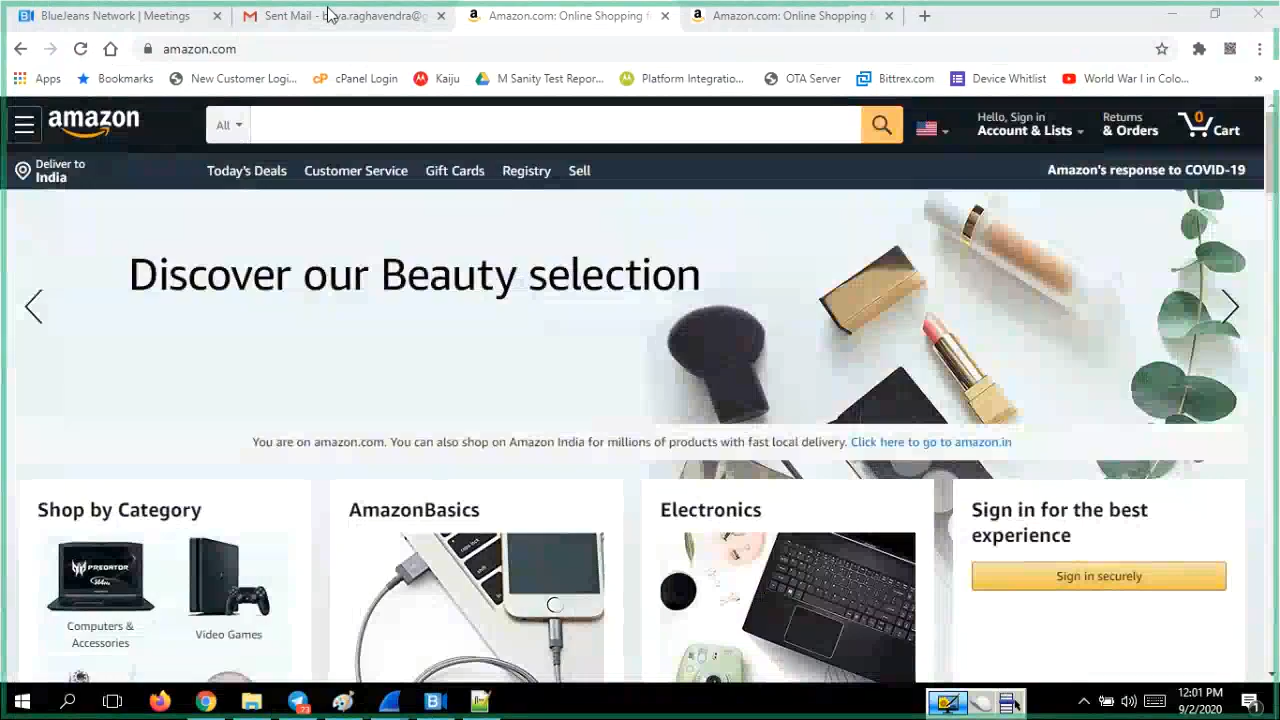 BlueJeans Network | Meetings
Sent Mail -
Amazon.com: Online Shopping f
Amazon.com: Online Shopping f
amazon.com
Apps
Bookmarks
New Customer Logi...
cPanel Login
Kaiju
M Sanity Test Repor...
Platform Integratio...
OTA Server
Bittrex.com
Device Whitlist
World War I in Colo...
amazon
All
Hello, Sign in
Account & Lists
Returns
& Orders
0
Cart
Deliver to
India
Today's Deals
Customer Service
Gift Cards
Registry
Sell
Amazon's response to COVID-19
Discover our Beauty selection
You are on amazon.com. You can also shop on Amazon India for millions of products with fast local delivery. Click here to go to amazon.in
Shop by Category
AmazonBasics
Electronics
Sign in for the best
experience
Sign in securely
PREDATOR
Computers &
Accessories
Video Games
12:01 PM
9/2/2020